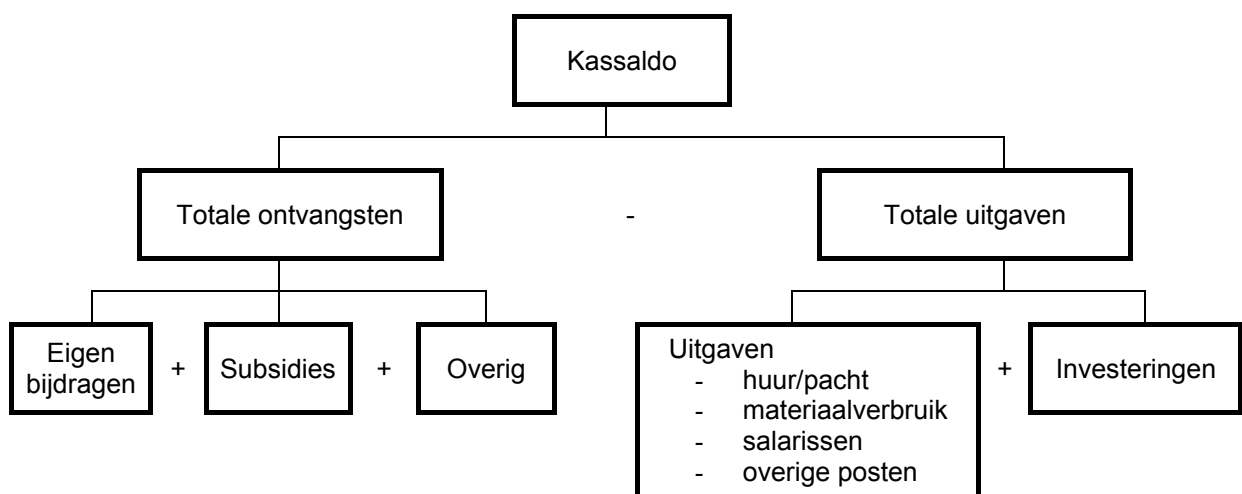 Kassaldo
Totale ontvangsten
-
Totale uitgaven
Eigen
bijdragen
+
Subsidies
+
Overig
Uitgaven
- huur/pacht
- materiaalverbruik
- salarissen
- overige posten
+
Investeringen